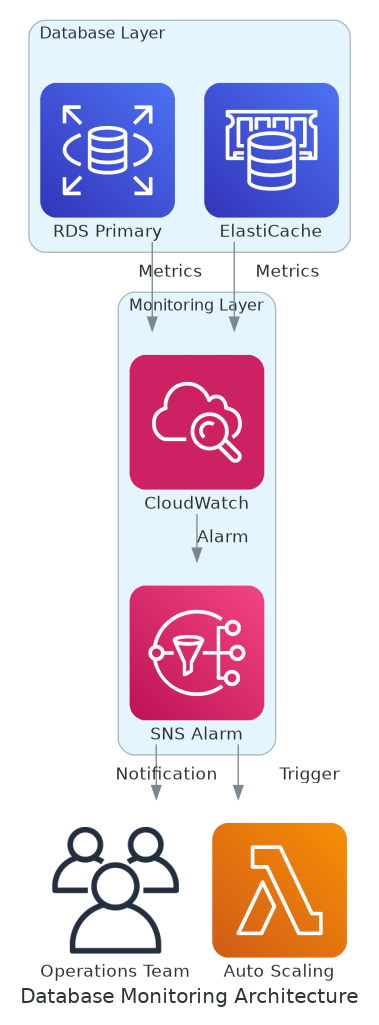 Database Layer
RDS Primary
ElastiCache
Metrics
Metrics
Monitoring Layer
CloudWatch
Alarm
SNS Alarm
Notification
Trigger
Operations Team
Auto Scaling
Database Monitoring Architecture